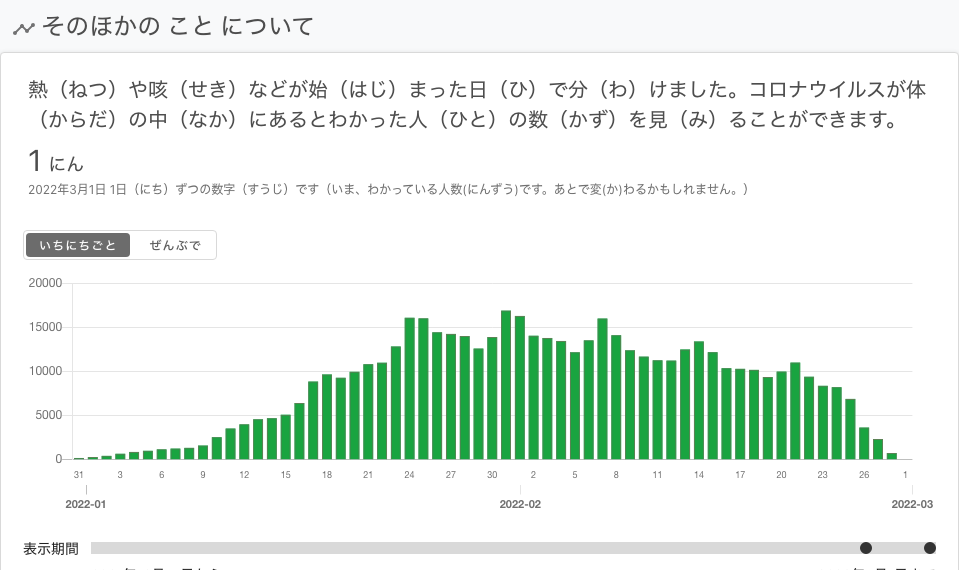 そのほかの こと について
熱（ねつ）や咳（せき）などが始（はじ）まった日（ひ）で分（わ）けました。コロナウイルスが体
（からだ）の中（なか）にあるとわかった人（ひと）の数（かず）を見（み）ることができます。
1 にん
2022年3月1日 1日（にち）ずつの数字（すうじ）です（いま、わかっている人数(にんずう)です。あとで変(か)わるかもしれません。）
いちにちごと ぜんぶで
20000
15000
10000
5000
0
31 3 6 9 12 15 18 21 24 27 30 2 5 8 11 14 17 20 23 26 1
2022-01 2022-02 2022-03
表示期間